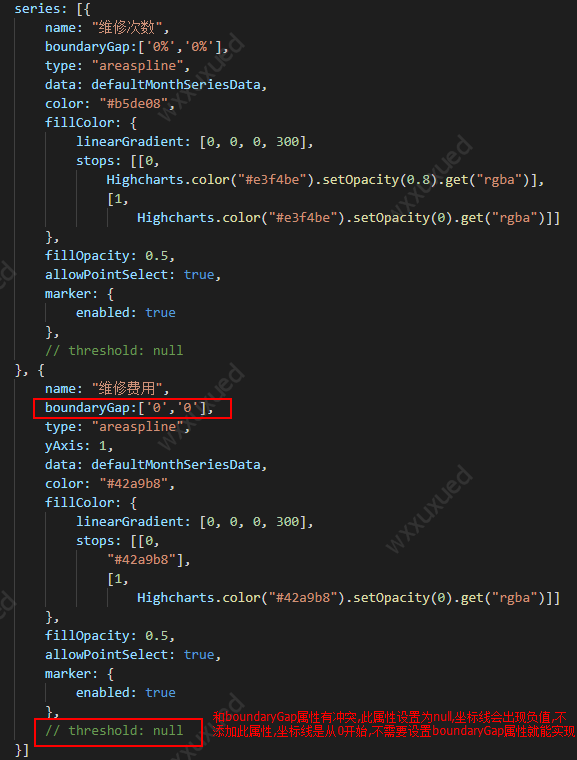 series: [{
name: "维修次数",
boundaryGap:['0%','0%'],
type: "areaspline",
data: defaultMonthSeriesData,
color: "#b5de08",
fillColor: {
linearGradient: [0, 0, 0, 300],
stops: [[0,
Highcharts.color("#e3f4be").setOpacity(0.8).get("rgba")],
[1,
Highcharts.color("#e3f4be").setOpacity(0).get("rgba")]]
},
fillOpacity: 0.5,
allowPointSelect: true,
marker: {
enabled: true
},
// threshold: null
}, {
name: "维修费用",
boundaryGap:['0','0'],
type: "areaspline",
yAxis: 1,
data: defaultMonthSeriesData,
color: "#42a9b8",
fillColor: {
linearGradient: [0, 0, 0, 300],
stops: [[0,
"#42a9b8"],
[1,
Highcharts.color("#42a9b8").setOpacity(0).get("rgba")]]
},
fillOpacity: 0.5,
allowPointSelect: true,
marker: {
enabled: true
},
// threshold: null
}]
和boundaryGap属性有冲突,此属性设置为null,坐标线会出现负值,不
添加此属性,坐标线是从0开始,不需要设置boundaryGap属性就能实现
wxxuxued
wxxuxued
wxxuxued
wxxuxued
wxxuxued